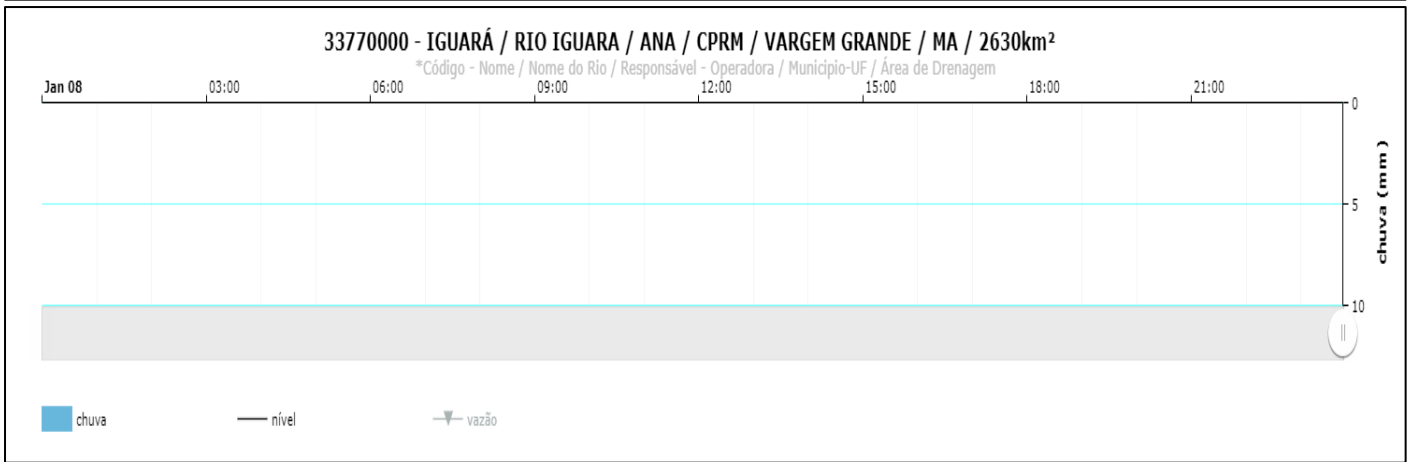 33770000 - IGUARÁ / RIO IGUARA / ANA / CPRM / VARGEM GRANDE / MA / 2630km²
*Código - Nome / Nome do Rio / Responsável - Operadora / Municipio-UF / Área de Drenagem
Jan 08 03:00 06:00 09:00 12:00 15:00 18:00 21:00
0
5
10
chuva (mm)
chuva nível vazão